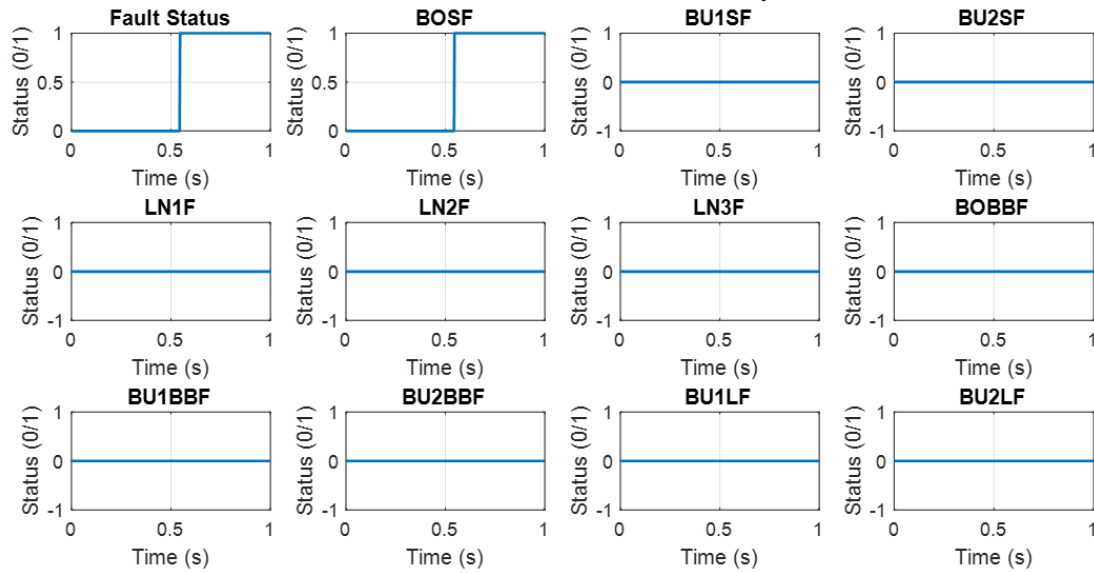 Fault Status
Status (0/1)
1
0.5
0
0 0.5 1
Time (s)
BOSF
Status (0/1)
1
0.5
0
0 0.5 1
Time (s)
BU1SF
Status (0/1)
1
0
-1
0 0.5 1
Time (s)
BU2SF
Status (0/1)
1
0
-1
0 0.5 1
Time (s)
LN1F
Status (0/1)
1
0
-1
0 0.5 1
Time (s)
LN2F
Status (0/1)
1
0
-1
0 0.5 1
Time (s)
LN3F
Status (0/1)
1
0
-1
0 0.5 1
Time (s)
BOBBF
Status (0/1)
1
0
-1
0 0.5 1
Time (s)
BU1BBF
Status (0/1)
1
0
-1
0 0.5 1
Time (s)
BU2BBF
Status (0/1)
1
0
-1
0 0.5 1
Time (s)
BU1LF
Status (0/1)
1
0
-1
0 0.5 1
Time (s)
BU2LF
Status (0/1)
1
0
-1
0 0.5 1
Time (s)